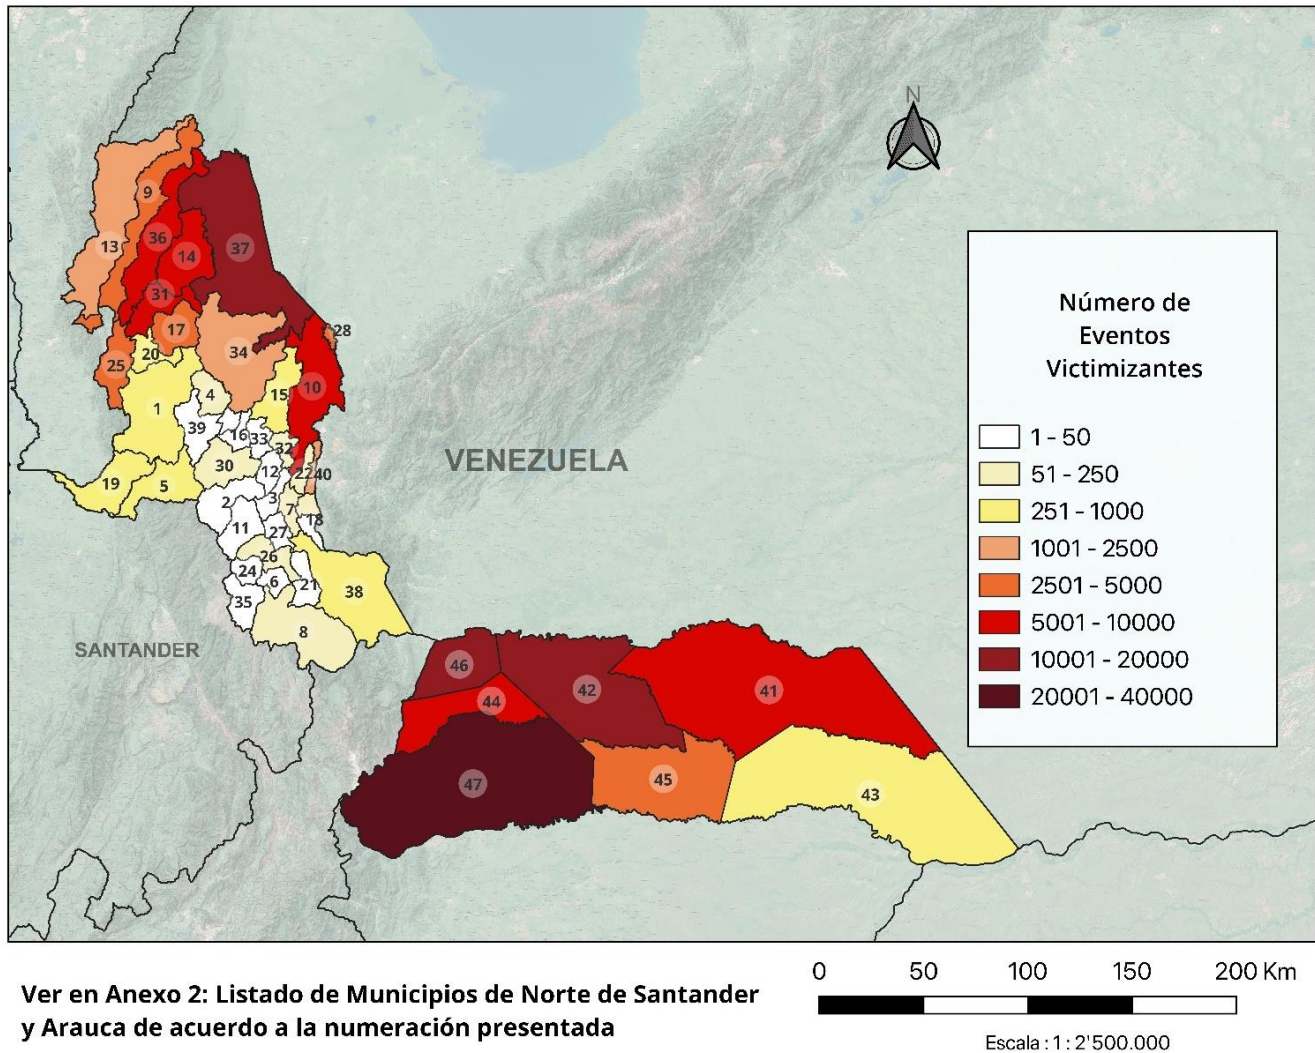 N
9
13
36
14
37
31
17
28
20
34
25
10
15
4
1
39
16
33
32
30
12
22
40
19
5
2
3
7
18
11
27
26
24
6
21
38
35
8
VENEZUELA
SANTANDER
46
42
41
44
47
45
43
Número de
Eventos
Victimizantes
1 - 50
51 - 250
251 - 1000
1001 - 2500
2501 - 5000
5001 - 10000
10001 - 20000
20001 - 40000
Ver en Anexo 2: Listado de Municipios de Norte de Santander
y Arauca de acuerdo a la numeración presentada
0 50 100 150 200 Km
Escala : 1 : 2'500.000